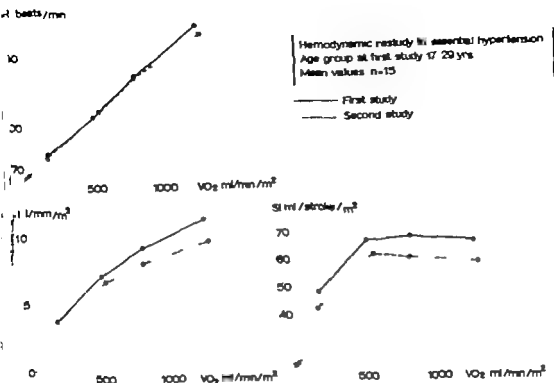 beats/min
Hemodynamic restudy in essential hypertension
Age group at first study 17 29 yrs
Mean values n=15
First study
Second study
70
500 1000 VO₂ ml/min/m²
l/mm/m²
10
5
0
500 1000 VO₂ ml/min/m²
SI ml/stroke/m²
70
60
50
40
500 1000 VO₂ ml/min/m²